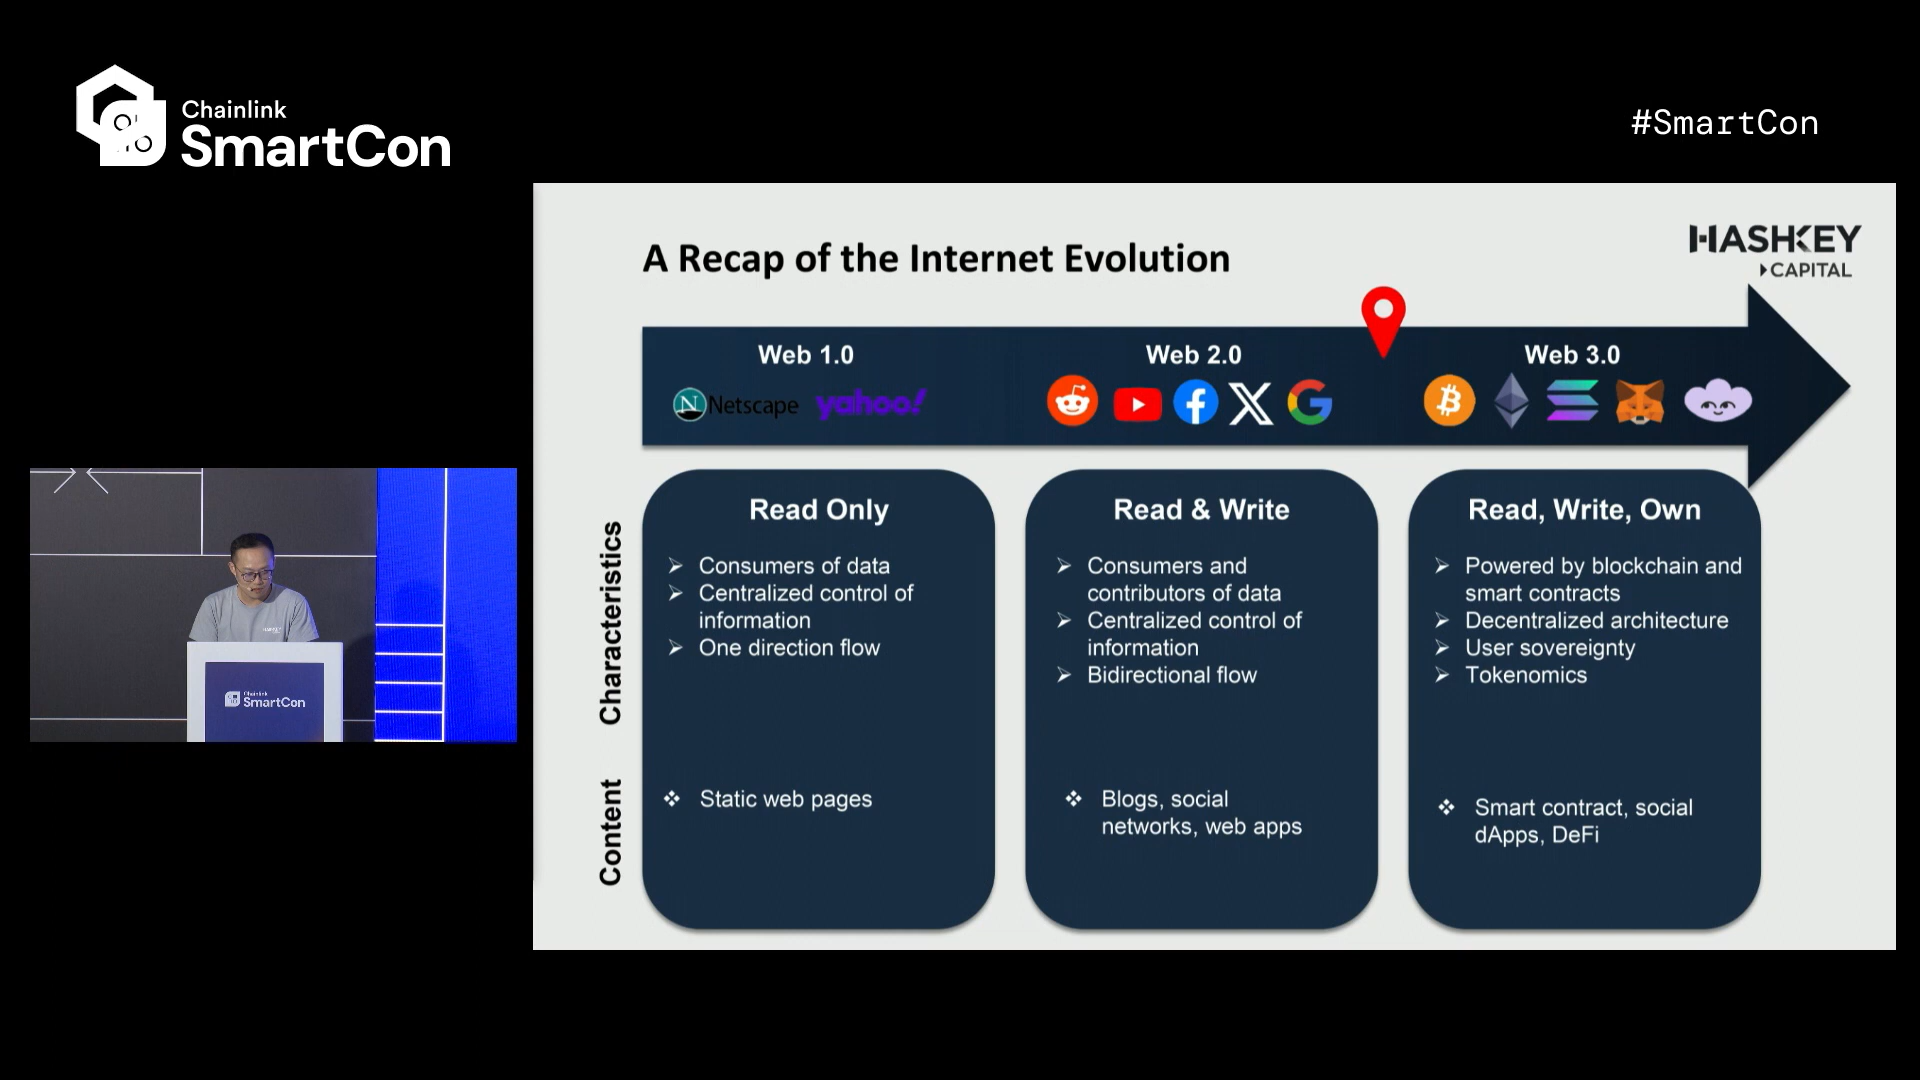 Chainlink
SmartCon
#SmartCon
HASHKEY
CAPITAL
A Recap of the Internet Evolution
Web 1.0
Web 2.0
Web 3.0
Netscape
yahoo!
Characteristics
Read Only
Consumers of data
Centralized control of
information
One direction flow
Read & Write
Consumers and
contributors of data
Centralized control of
information
Bidirectional flow
Read, Write, Own
Powered by blockchain and
smart contracts
Decentralized architecture
User sovereignty
Tokenomics
Content
Static web pages
Blogs, social
networks, web apps
Smart contract, social
dApps, DeFi
Chainlink
SmartCon